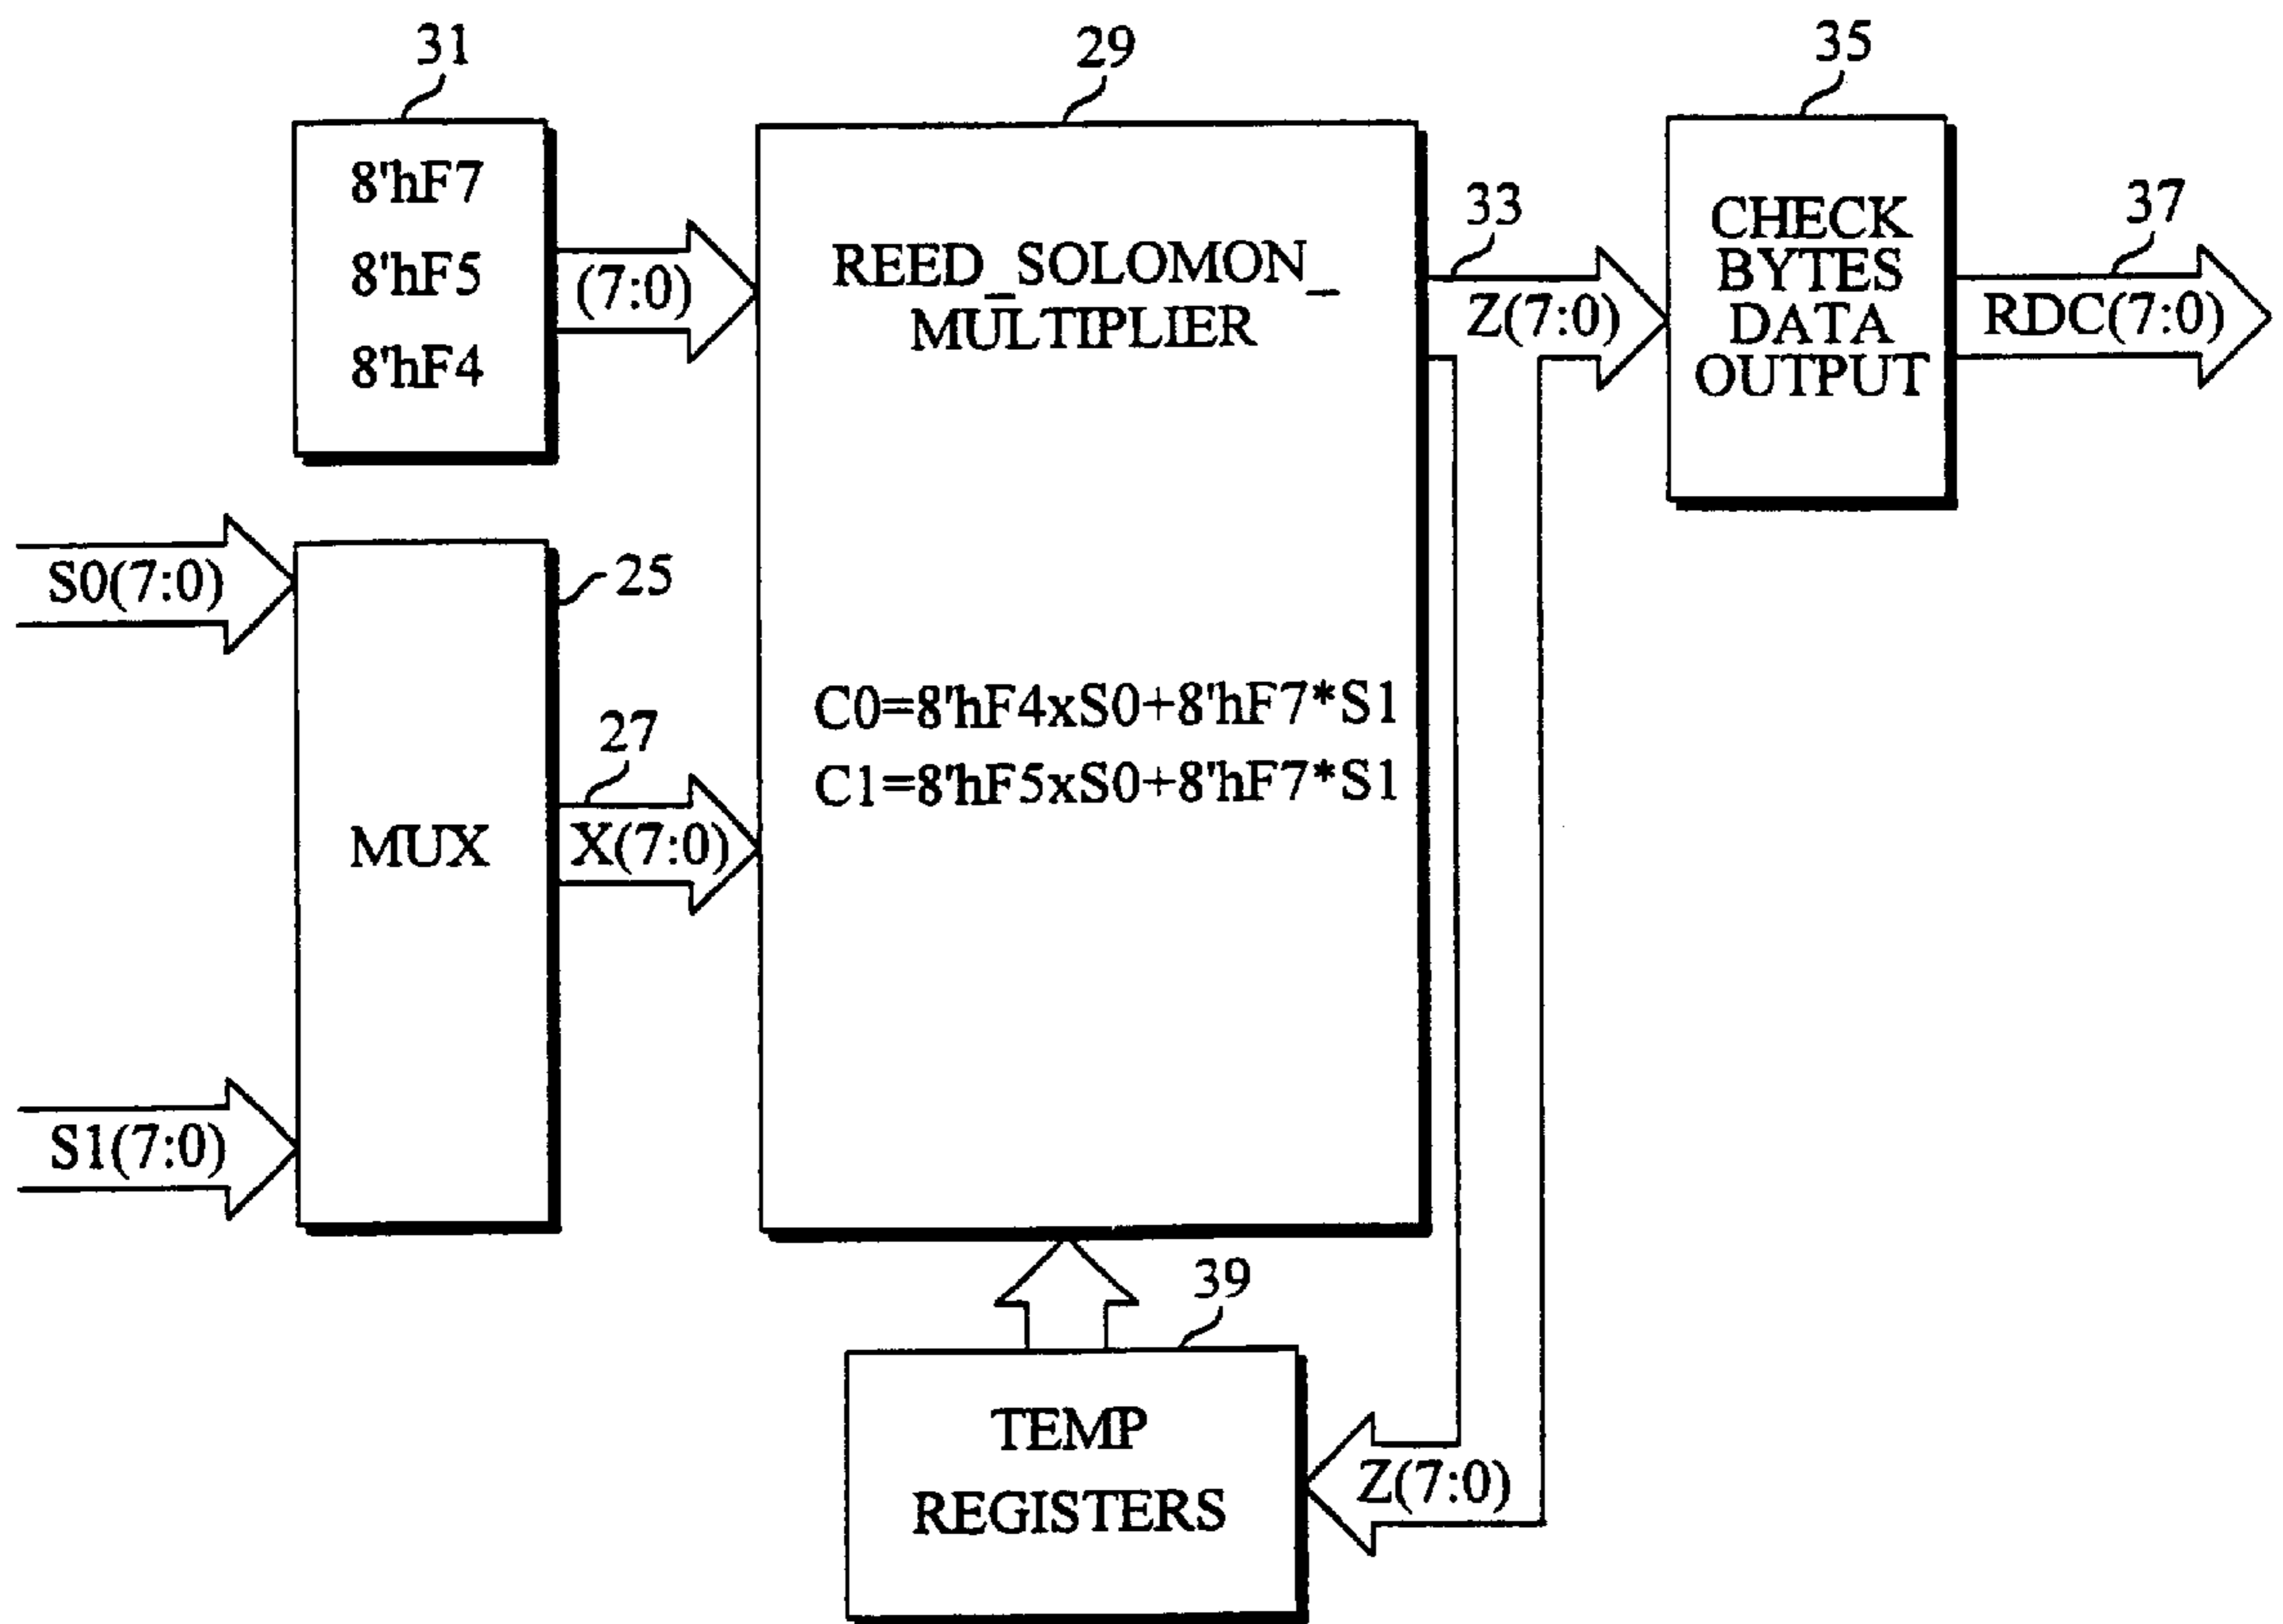 31
29
35
8'hF7
8'hF5
8'hF4
(7:0)
REED_SOLOMON_
MULTIPLIER
33
Z(7:0)
CHECK
BYTES
DATA
OUTPUT
37
RDC(7:0)
S0(7:0)
25
MUX
27
X(7:0)
C0=8'hF4xS0+8'hF7*S1
C1=8'hF5xS0+8'hF7*S1
S1(7:0)
39
TEMP
REGISTERS
Z(7:0)